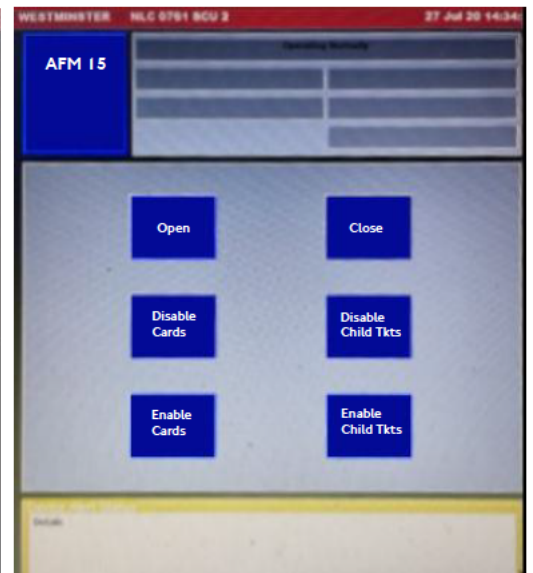 WESTMINSTER NLC 0761 SCU 2 27 Jul 20 14:34:
AFM 15
Operating Normally
Open Close
Disable
Cards
Disable
Child Tkts
Enable
Cards
Enable
Child Tkts
Details